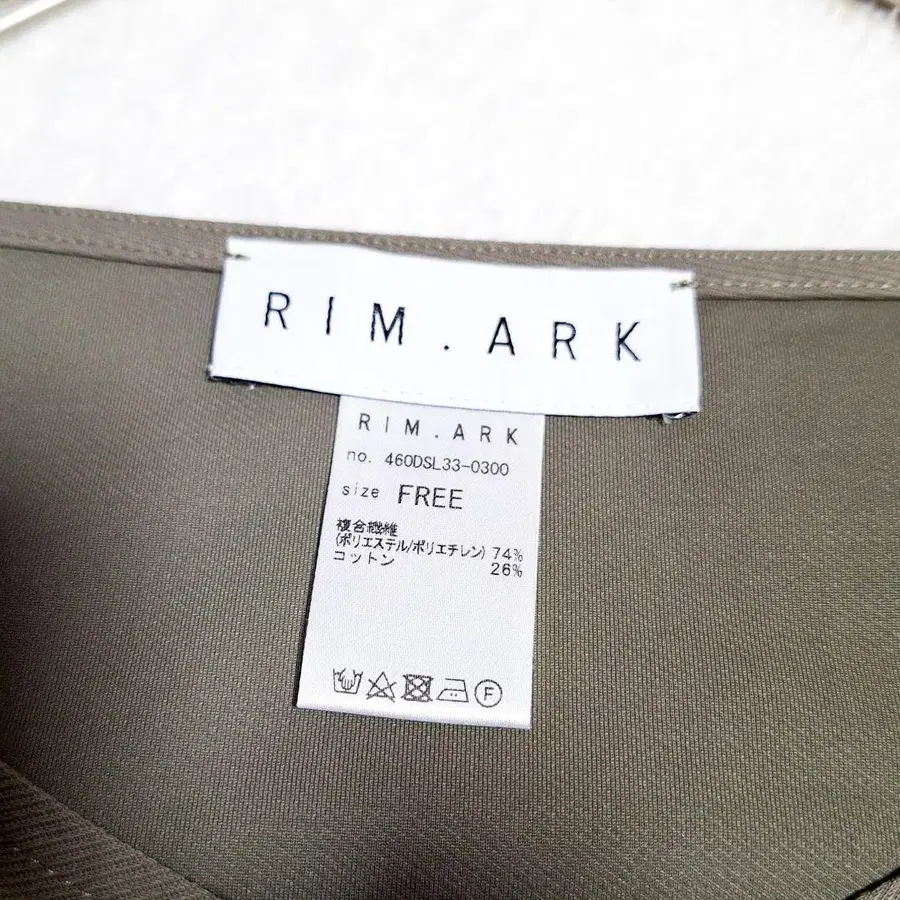 RIM.ARK
RIM.ARK
no. 460DSL33-0300
size FREE
複合繊維
(ポリエステル/ポリエチレン) 74%
コットン 26%
F